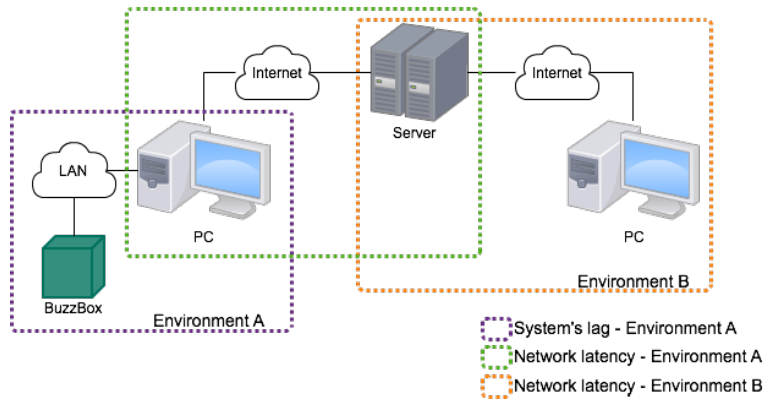 Internet
Internet
Server
LAN
PC
PC
BuzzBox
Environment A
Environment B
System's lag - Environment A
Network latency - Environment A
Network latency - Environment B